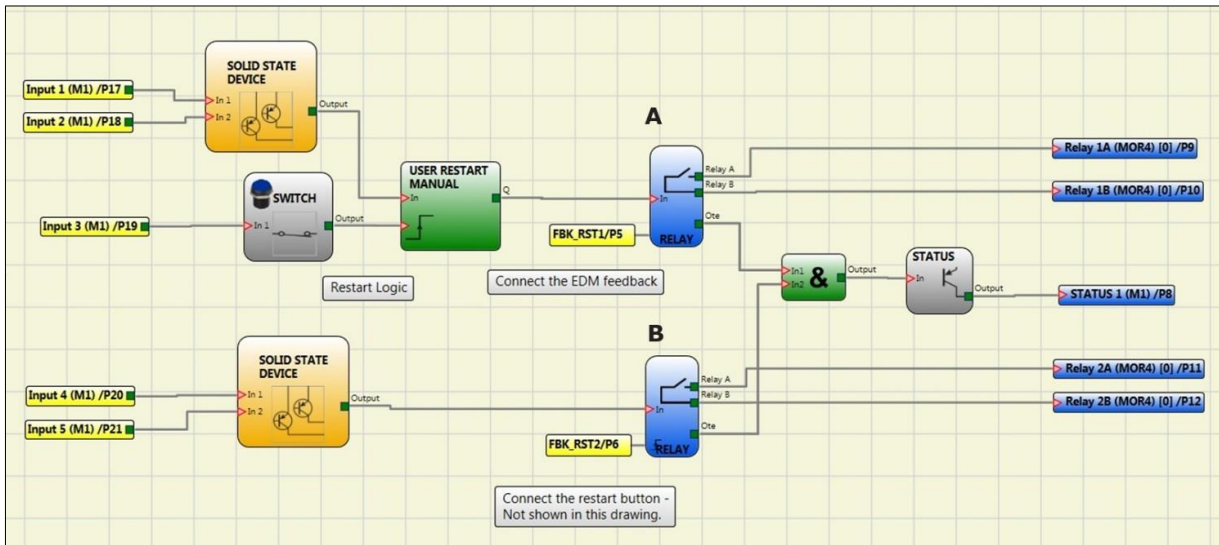 SOLID STATE
DEVICE
Input 1 (M1) /P17
Input 2 (M1) /P18
In 1
In 2
Output
A
SWITCH
Input 3 (M1) /P19
In 1
Output
USER RESTART
MANUAL
In
Q
Relay A
Relay B
In
Ote
RELAY
FBK_RST1/P5
Relay 1A (MOR4) [0] /P9
Relay 1B (MOR4) [0] /P10
Restart Logic
Connect the EDM feedback
In1
In2
&
Output
STATUS
In
Output
STATUS 1 (M1) /P8
B
SOLID STATE
DEVICE
Input 4 (M1) /P20
Input 5 (M1) /P21
In 1
In 2
Output
Relay A
Relay B
In
Ote
RELAY
FBK_RST2/P6
Relay 2A (MOR4) [0] /P11
Relay 2B (MOR4) [0] /P12
Connect the restart button -
Not shown in this drawing.